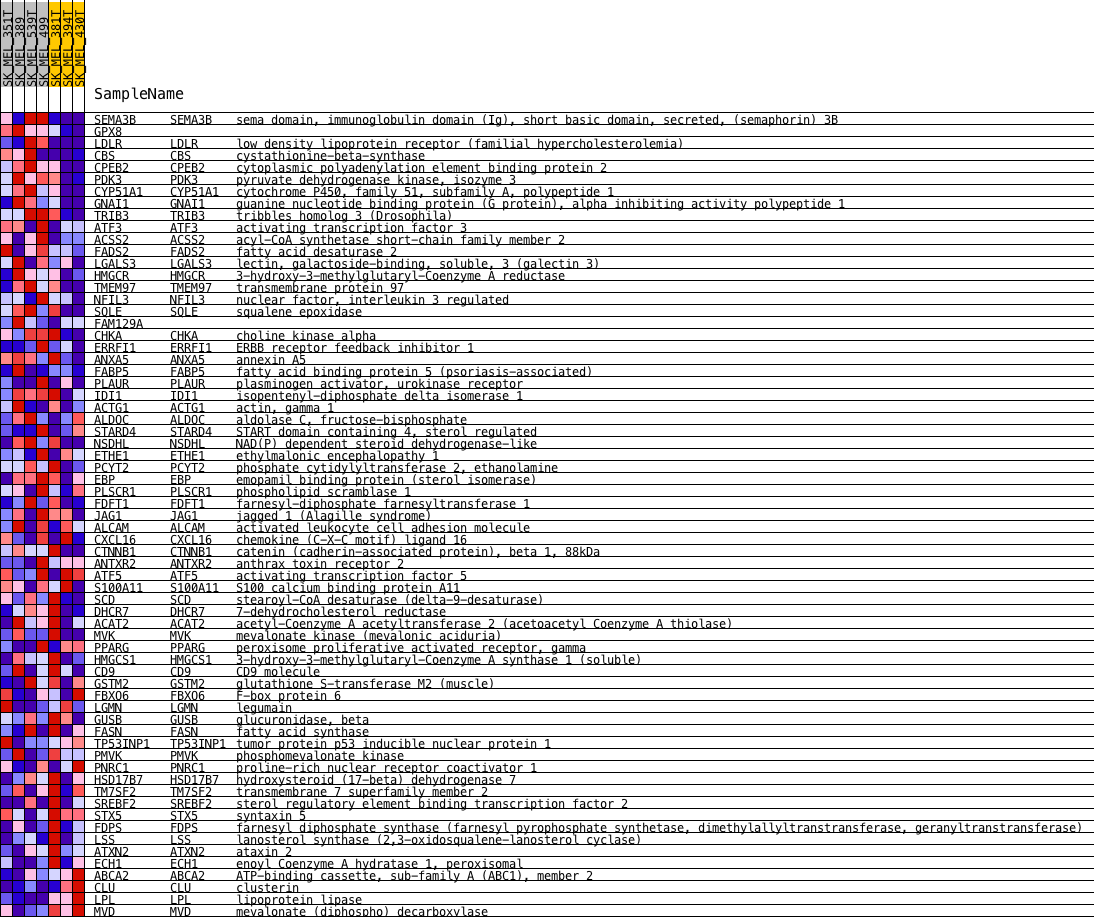 SK_MEL_351T SK_MEL_389 SK_MEL_539T SK_MEL_499 SK_MEL_381T SK_MEL_394T SK_MEL_430T
SampleName
SEMA3B SEMA3B sema domain, immunoglobulin domain (Ig), short basic domain, secreted, (semaphorin) 3B
GPX8
LDLR LDLR low density lipoprotein receptor (familial hypercholesterolemia)
CBS CBS cystathionine-beta-synthase
CPEB2 CPEB2 cytoplasmic polyadenylation element binding protein 2
PDK3 PDK3 pyruvate dehydrogenase kinase, isozyme 3
CYP51A1 CYP51A1 cytochrome P450, family 51, subfamily A, polypeptide 1
GNAI1 GNAI1 guanine nucleotide binding protein (G protein), alpha inhibiting activity polypeptide 1
TRIB3 TRIB3 tribbles homolog 3 (Drosophila)
ATF3 ATF3 activating transcription factor 3
ACSS2 ACSS2 acyl-CoA synthetase short-chain family member 2
FADS2 FADS2 fatty acid desaturase 2
LGALS3 LGALS3 lectin, galactoside-binding, soluble, 3 (galectin 3)
HMGCR HMGCR 3-hydroxy-3-methylglutaryl-Coenzyme A reductase
TMEM97 TMEM97 transmembrane protein 97
NFIL3 NFIL3 nuclear factor, interleukin 3 regulated
SQLE SQLE squalene epoxidase
FAM129A
CHKA CHKA choline kinase alpha
ERRFI1 ERRFI1 ERBB receptor feedback inhibitor 1
ANXA5 ANXA5 annexin A5
FABP5 FABP5 fatty acid binding protein 5 (psoriasis-associated)
PLAUR PLAUR plasminogen activator, urokinase receptor
IDI1 IDI1 isopentenyl-diphosphate delta isomerase 1
ACTG1 ACTG1 actin, gamma 1
ALDOC ALDOC aldolase C, fructose-bisphosphate
STARD4 STARD4 START domain containing 4, sterol regulated
NSDHL NSDHL NAD(P) dependent steroid dehydrogenase-like
ETHE1 ETHE1 ethylmalonic encephalopathy 1
PCYT2 PCYT2 phosphate cytidylyltransferase 2, ethanolamine
EBP EBP emopamil binding protein (sterol isomerase)
PLSCR1 PLSCR1 phospholipid scramblase 1
FDFT1 FDFT1 farnesyl-diphosphate farnesyltransferase 1
JAG1 JAG1 jagged 1 (Alagille syndrome)
ALCAM ALCAM activated leukocyte cell adhesion molecule
CXCL16 CXCL16 chemokine (C-X-C motif) ligand 16
CTNNB1 CTNNB1 catenin (cadherin-associated protein), beta 1, 88kDa
ANTXR2 ANTXR2 anthrax toxin receptor 2
ATF5 ATF5 activating transcription factor 5
S100A11 S100A11 S100 calcium binding protein A11
SCD SCD stearoyl-CoA desaturase (delta-9-desaturase)
DHCR7 DHCR7 7-dehydrocholesterol reductase
ACAT2 ACAT2 acetyl-Coenzyme A acetyltransferase 2 (acetoacetyl Coenzyme A thiolase)
MVK MVK mevalonate kinase (mevalonic aciduria)
PPARG PPARG peroxisome proliferative activated receptor, gamma
HMGCS1 HMGCS1 3-hydroxy-3-methylglutaryl-Coenzyme A synthase 1 (soluble)
CD9 CD9 CD9 molecule
GSTM2 GSTM2 glutathione S-transferase M2 (muscle)
FBXO6 FBXO6 F-box protein 6
LGMN LGMN legumain
GUSB GUSB glucuronidase, beta
FASN FASN fatty acid synthase
TP53INP1 TP53INP1 tumor protein p53 inducible nuclear protein 1
PMVK PMVK phosphomevalonate kinase
PNRC1 PNRC1 proline-rich nuclear receptor coactivator 1
HSD17B7 HSD17B7 hydroxysteroid (17-beta) dehydrogenase 7
TM7SF2 TM7SF2 transmembrane 7 superfamily member 2
SREBF2 SREBF2 sterol regulatory element binding transcription factor 2
STX5 STX5 syntaxin 5
FDPS FDPS farnesyl diphosphate synthase (farnesyl pyrophosphate synthetase, dimethylallyltranstransferase, geranyltranstransferase)
LSS LSS lanosterol synthase (2,3-oxidosqualene-lanosterol cyclase)
ATXN2 ATXN2 ataxin 2
ECH1 ECH1 enoyl Coenzyme A hydratase 1, peroxisomal
ABCA2 ABCA2 ATP-binding cassette, sub-family A (ABC1), member 2
CLU CLU clusterin
LPL LPL lipoprotein lipase
MVD MVD mevalonate (diphospho) decarboxylase